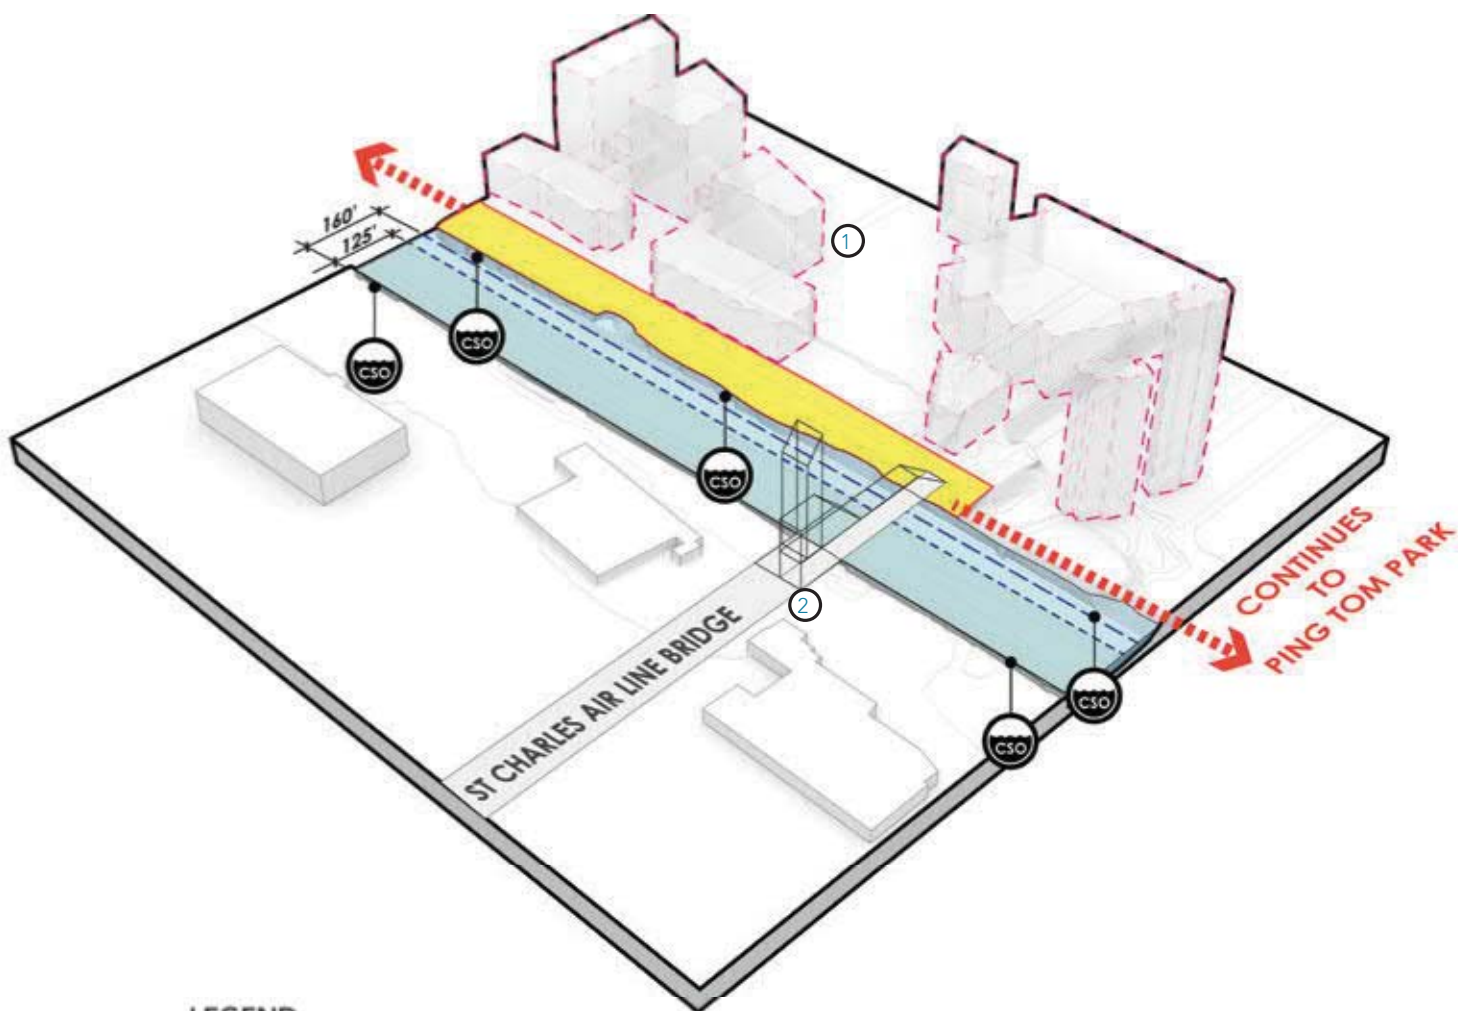 160'
125'
1
CSO
CSO
CSO
2
ST CHARLES AIR LINE BRIDGE
CONTINUES
TO
PING TOM PARK
CSO
CSO
LEGEND